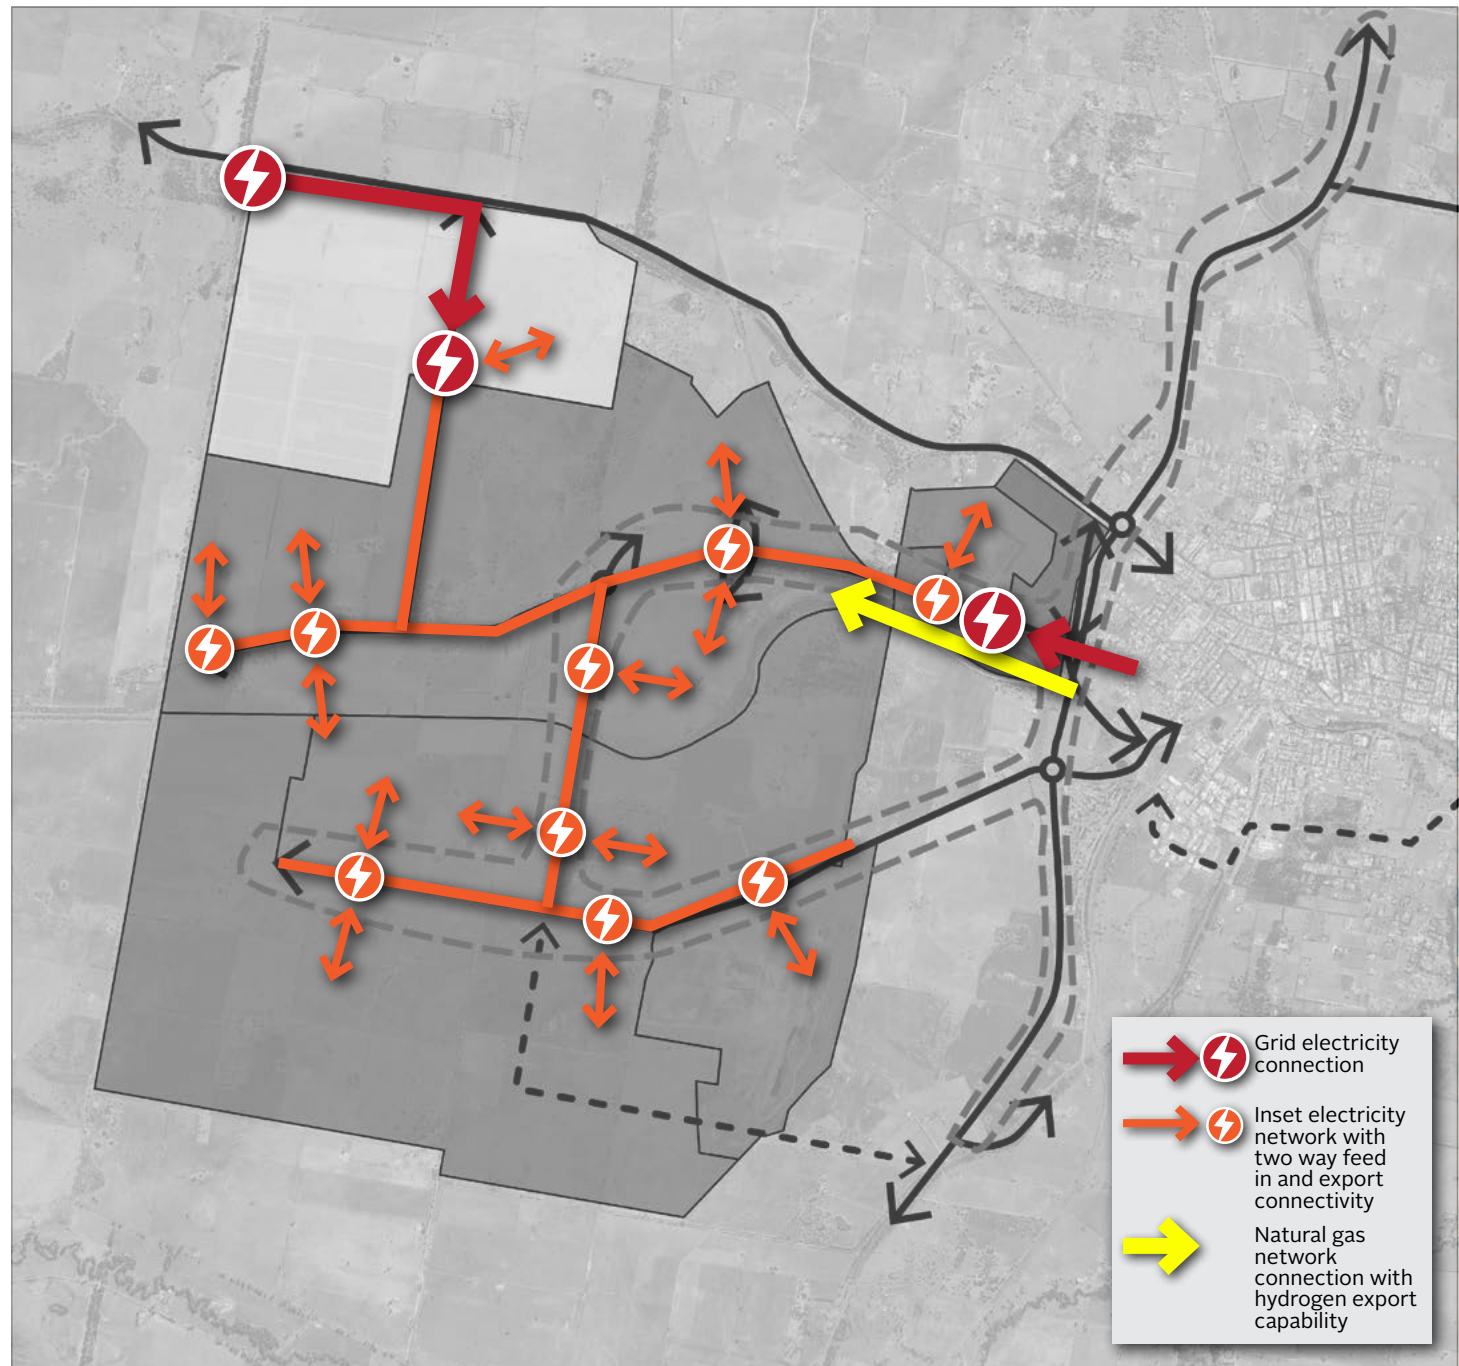 Grid electricity
connection
Inset electricity
network with
two way feed
in and export
connectivity
Natural gas
network
connection with
hydrogen export
capability